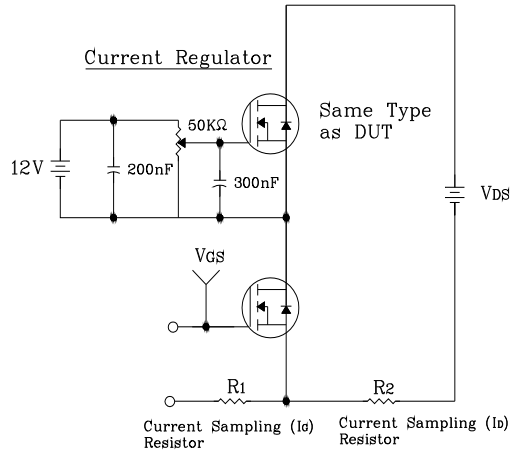 Current Regulator
50KΩ
Same Type
as DUT
12V
200nF
300nF
VDS
VGS
R1
R2
Current Sampling (IG)
Resistor
Current Sampling (ID)
Resistor